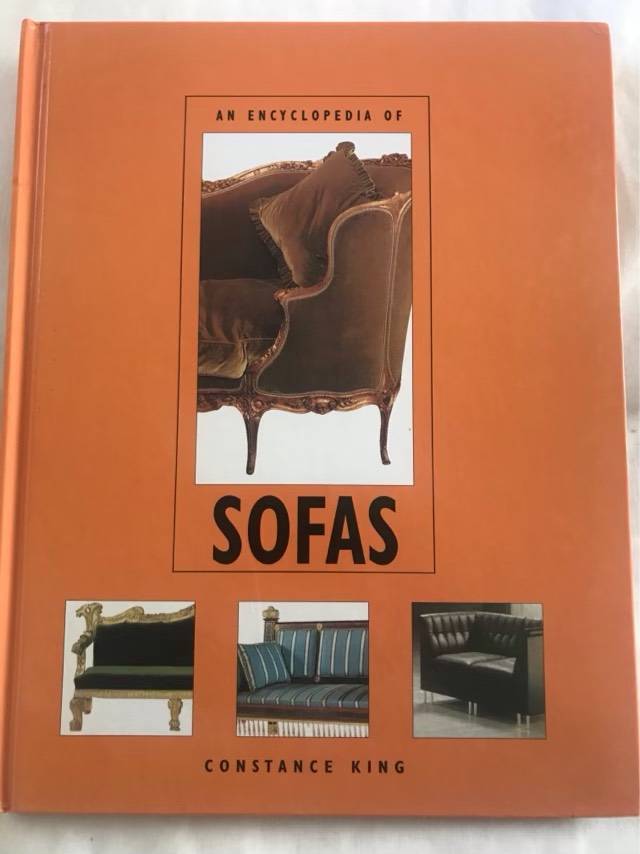 AN ENCYCLOPEDIA OF
SOFAS
CONSTANCE KING